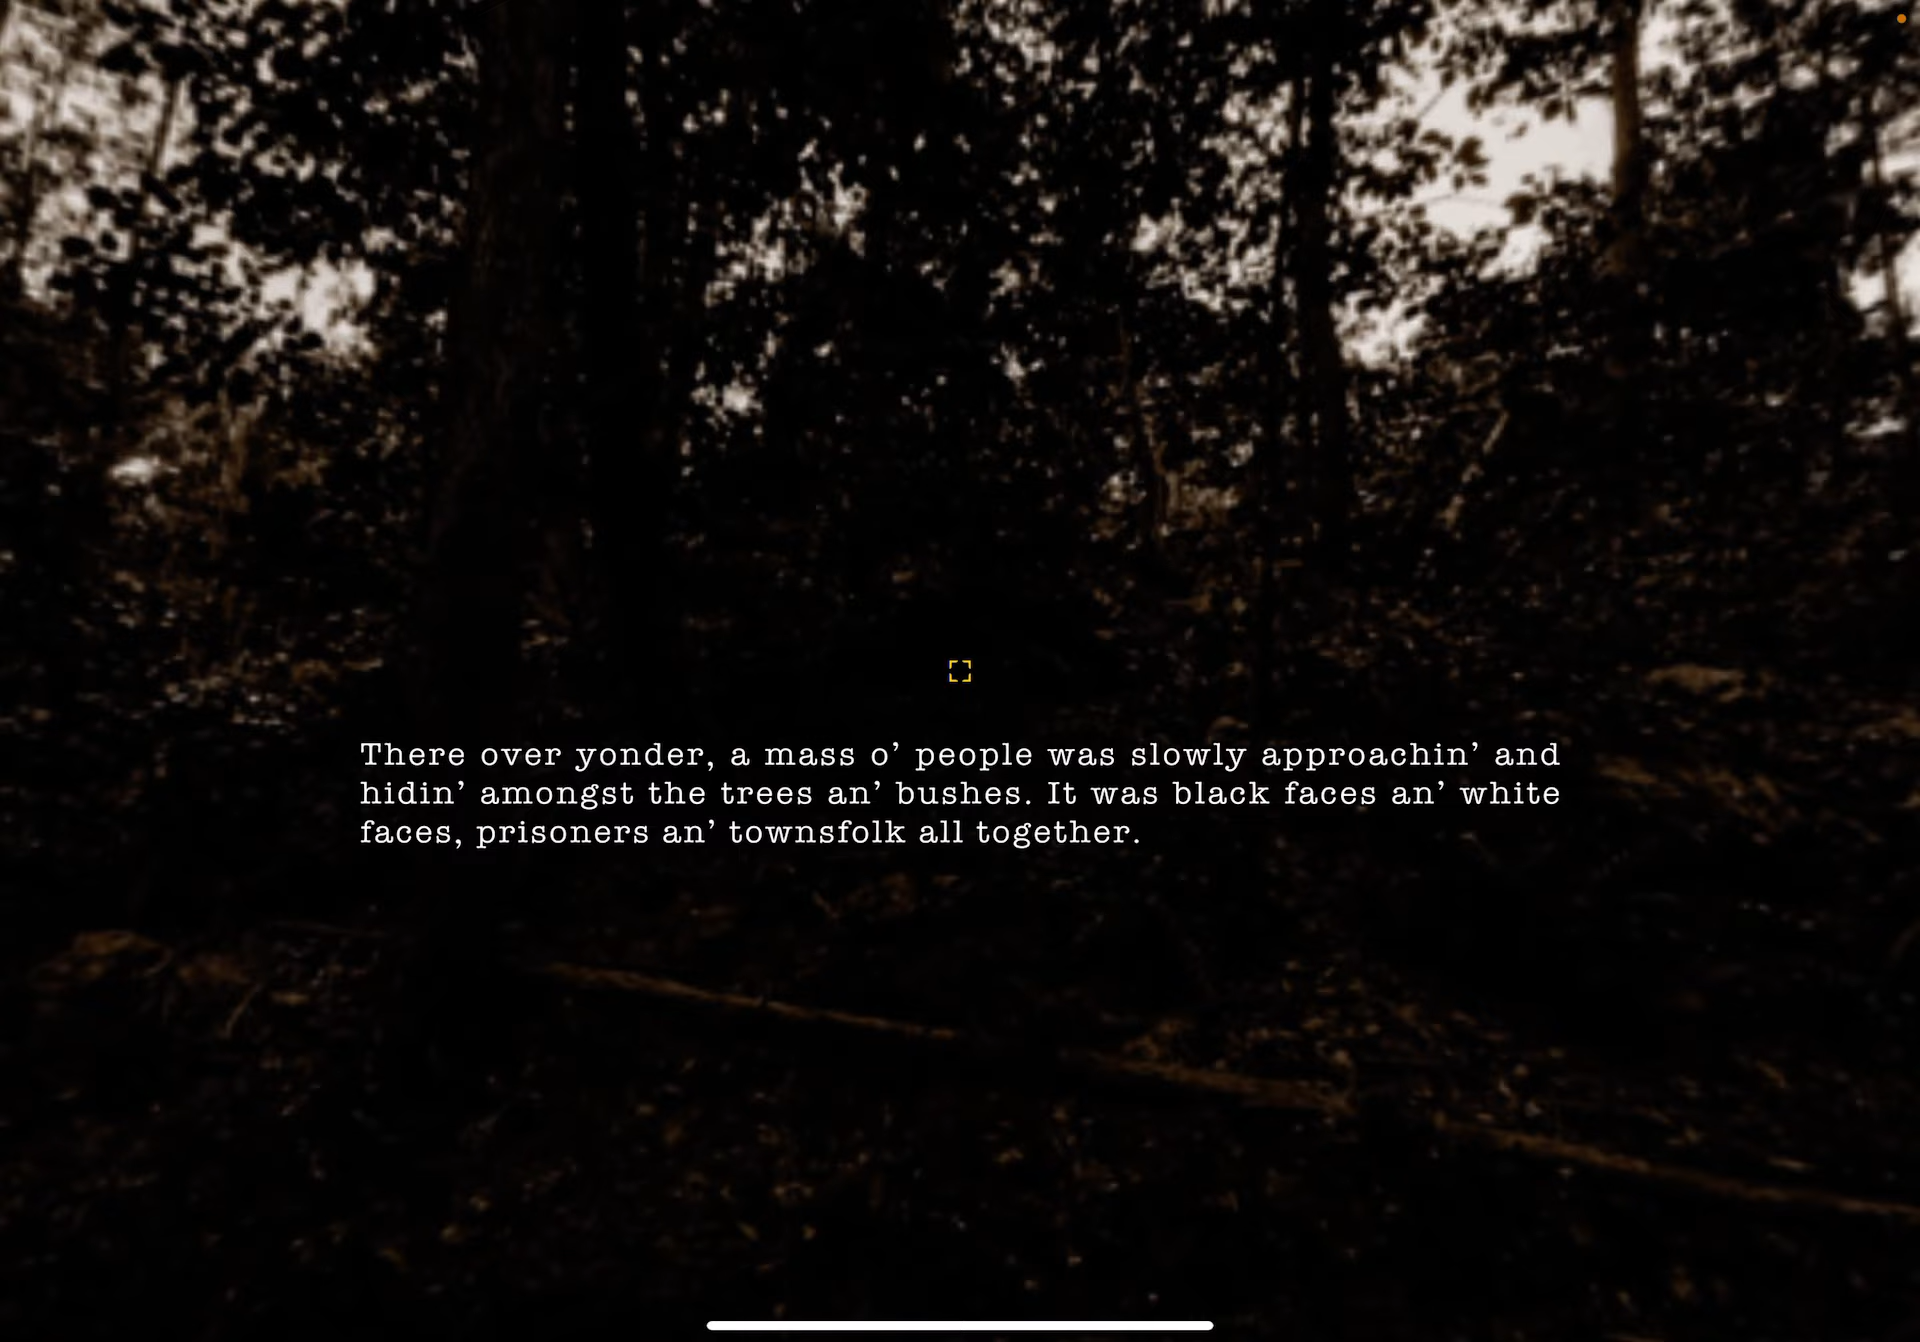 There over yonder, a mass o’ people was slowly approachin’ and
hidin’ amongst the trees an’ bushes. It was black faces an’ white
faces, prisoners an’ townsfolk all together.